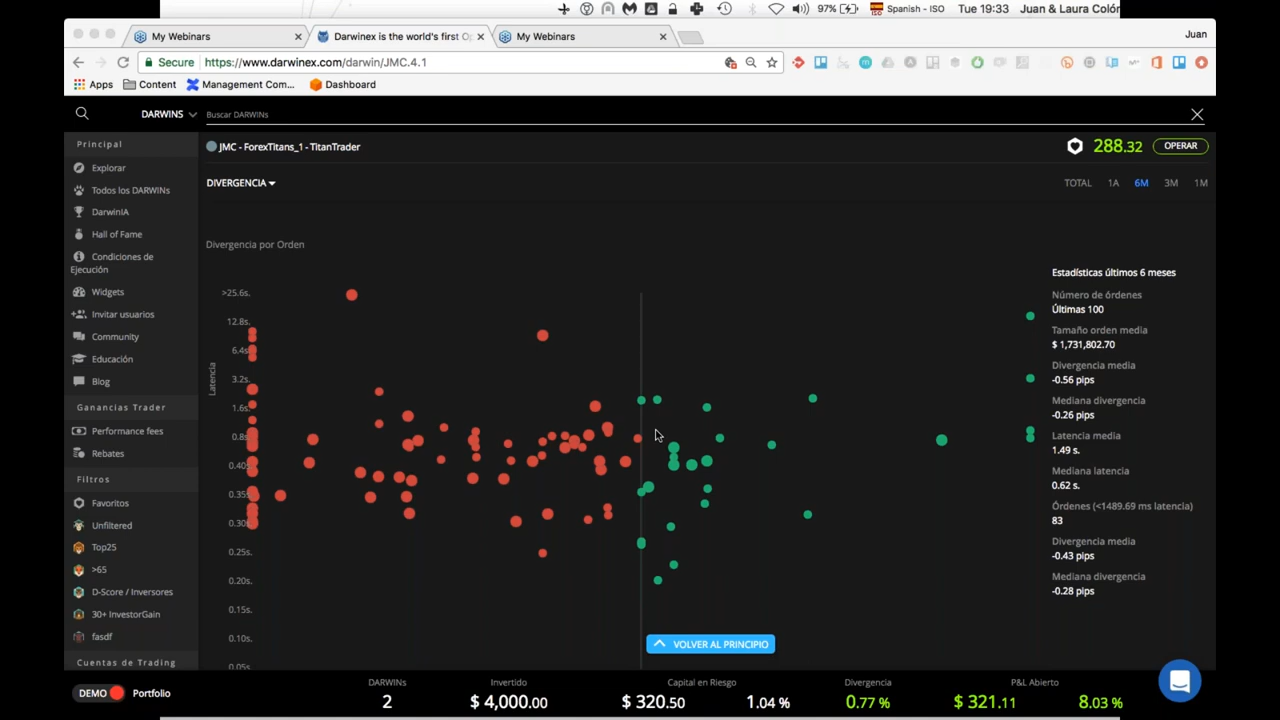 97%
Spanish - ISO
Tue 19:33
Juan & Laura Colón
My Webinars
Darwinex is the world's first O
My Webinars
Juan
Secure
https://www.darwinex.com/darwin/JMC.4.1
Apps
Content
Management Com...
Dashboard
DARWINS
Buscar DARWINs
Principal
Explorar
Todos los DARWINs
DarwinIA
Hall of Fame
Condiciones de
Ejecución
Widgets
Invitar usuarios
Community
Educación
Blog
Ganancias Trader
Performance fees
Rebates
Filtros
Favoritos
Unfiltered
Top25
>65
D-Score / Inversores
30+ InvestorGain
fasdf
Cuentas de Trading
JMC - ForexTitans_1 - TitanTrader
288.32
OPERAR
DIVERGENCIA
TOTAL
1A
6M
3M
1M
Divergencia por Orden
Latencia
>25.6s.
12.8s.
6.4s.
3.2s.
1.6s.
0.8s.
0.40s.
0.35s.
0.30s.
0.25s.
0.20s.
0.15s.
0.10s.
0.05s.
Estadísticas últimos 6 meses
Número de órdenes
Últimas 100
Tamaño orden media
$ 1,731,802.70
Divergencia media
-0.56 pips
Mediana divergencia
-0.26 pips
Latencia media
1.49 s.
Mediana latencia
0.62 s.
Órdenes (<1489.69 ms latencia)
83
Divergencia media
-0.43 pips
Mediana divergencia
-0.28 pips
VOLVER AL PRINCIPIO
DEMO
Portfolio
DARWINs
2
Invertido
$ 4,000.00
Capital en Riesgo
$ 320.50
1.04 %
Divergencia
0.77 %
P&L Abierto
$ 321.11
8.03 %